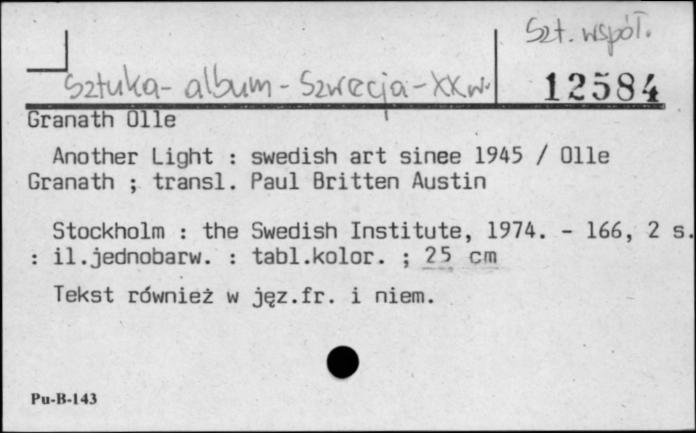 Szt. współ.
Sztuka - album - Szwecja - XX w.
12584
Granath Olle
Another Light : swedish art sinee 1945 / Olle
Granath ; transl. Paul Britten Austin
Stockholm : the Swedish Institute, 1974. - 166, 2 s.
: il.jednobarw. : tabl.kolor. ; 25 cm
Tekst również w jęz.fr. i niem.
Pu-B-143